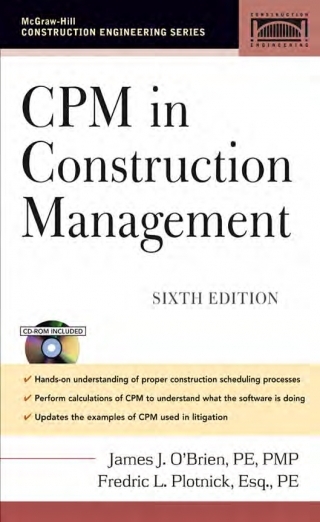 McGraw-Hill
CONSTRUCTION ENGINEERING SERIES
CONSTRUCTION
ENGINEERING
CPM in
Construction
Management
SIXTH EDITION
CD-ROM INCLUDED
✔ Hands-on understanding of proper construction scheduling processes
✔ Perform calculations of CPM to understand what the software is doing
✔ Updates the examples of CPM used in litigation
James J. O'Brien, PE, PMP
Fredric L. Plotnick, Esq., PE